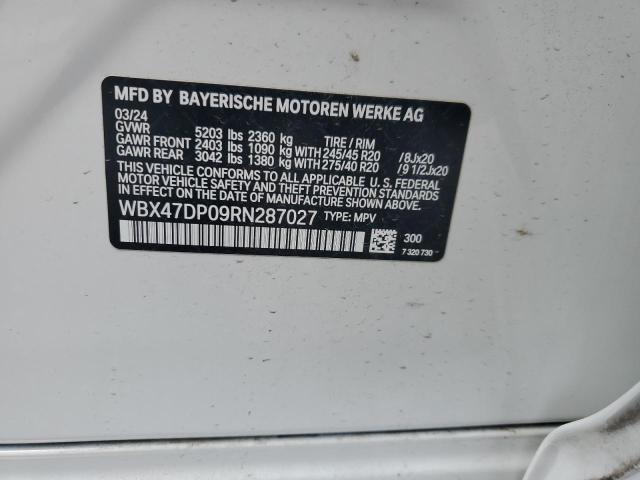 MFD BY BAYERISCHE MOTOREN WERKE AG
03/24
GVWR 5203 lbs 2360 kg TIRE / RIM
GAWR FRONT 2403 lbs 1090 kg WITH 245/45 R20 /8Jx20
GAWR REAR 3042 lbs 1380 kg WITH 275/40 R20 /9 1/2Jx20
THIS VEHICLE CONFORMS TO ALL APPLICABLE U.S. FEDERAL
MOTOR VEHICLE SAFETY, BUMPER, AND THEFT PREVENTION
STANDARDS IN EFFECT ON THE DATE OF MANUFACTURE SHOWN ABOVE.
WBX47DP09RN287027 TYPE: MPV
300
7 320 730